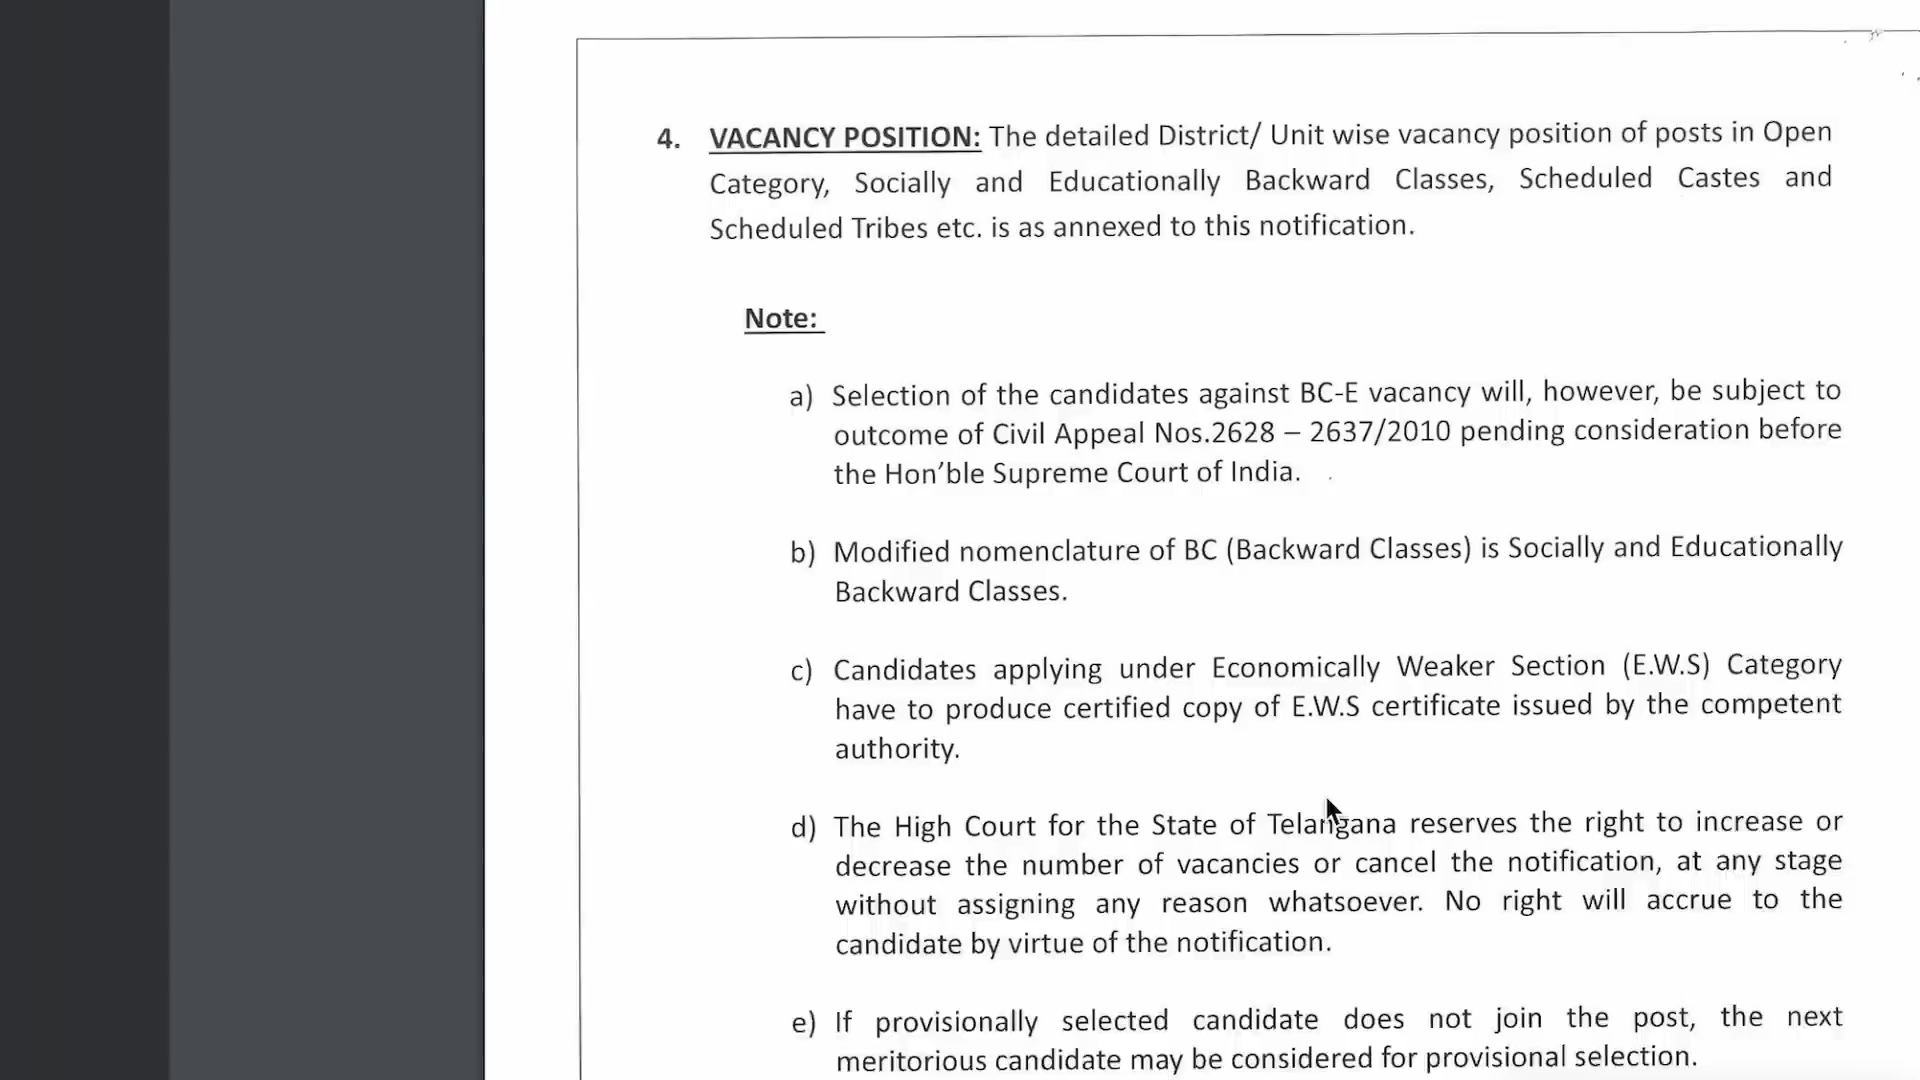 4. VACANCY POSITION: The detailed District/ Unit wise vacancy position of posts in Open
Category, Socially and Educationally Backward Classes, Scheduled Castes and
Scheduled Tribes etc. is as annexed to this notification.
Note:
a) Selection of the candidates against BC-E vacancy will, however, be subject to
outcome of Civil Appeal Nos.2628 – 2637/2010 pending consideration before
the Hon’ble Supreme Court of India.
b) Modified nomenclature of BC (Backward Classes) is Socially and Educationally
Backward Classes.
c) Candidates applying under Economically Weaker Section (E.W.S) Category
have to produce certified copy of E.W.S certificate issued by the competent
authority.
d) The High Court for the State of Telangana reserves the right to increase or
decrease the number of vacancies or cancel the notification, at any stage
without assigning any reason whatsoever. No right will accrue to the
candidate by virtue of the notification.
e) If provisionally selected candidate does not join the post, the next
meritorious candidate may be considered for provisional selection.